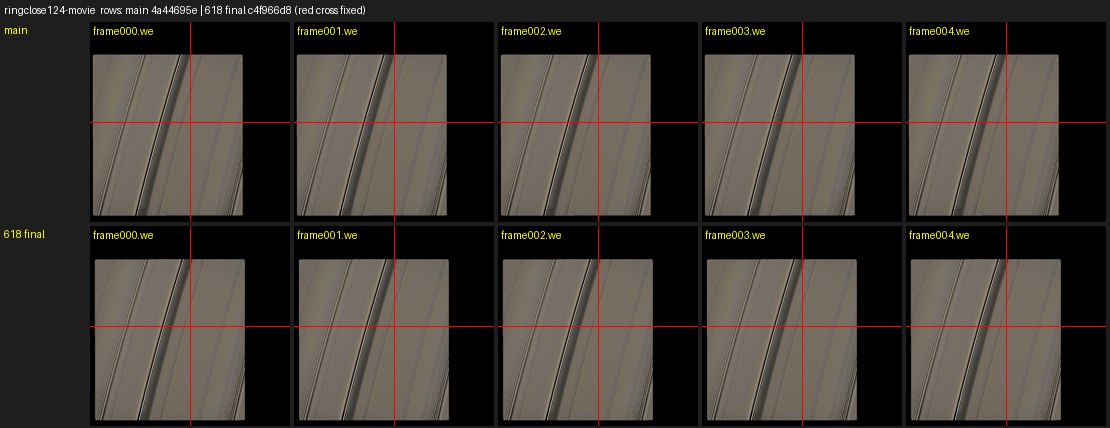 ringclose124-movie rows: main 4a44695e | 618 final c4f966d8 (red cross fixed)
main
frame000.we frame001.we frame002.we frame003.we frame004.we
618 final
frame000.we frame001.we frame002.we frame003.we frame004.we